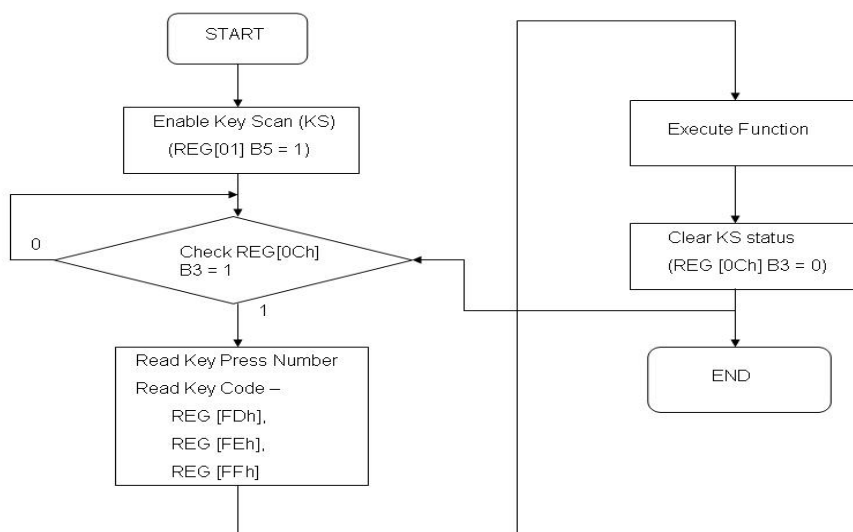 START
Enable Key Scan (KS)
(REG[01] B5 = 1)
0
Check REG[0Ch]
B3 = 1
1
Read Key Press Number
Read Key Code –
REG [FDh],
REG [FEh],
REG [FFh]
Execute Function
Clear KS status
(REG [0Ch] B3 = 0)
END